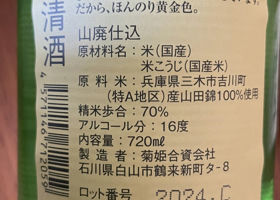 だから、ほんのり黄金色。
清酒
山廃仕込
原材料名：米（国産）
米こうじ（国産米）
原料米：兵庫県三木市吉川町
（特A地区）産山田錦100%使用
精米歩合：70%
アルコール分：16度
内容量：720㎖
製造者：菊姫合資会社
石川県白山市鶴来新町タ-8
ロット番号
4571146712659